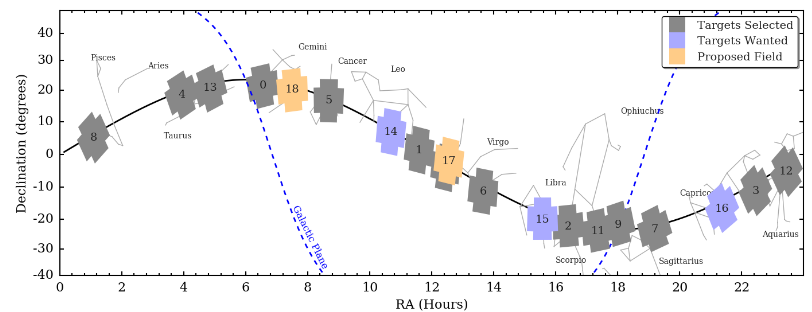 Targets Selected
Targets Wanted
Proposed Field
Declination (degrees)
40
30
20
10
0
-10
-20
-30
-40
Pisces
Aries
Taurus
Gemini
Cancer
Leo
Virgo
Libra
Scorpio
Ophiuchus
Sagittarius
Caprico
Aquarius
Galactic Plane
8
4
13
0
18
5
14
1
17
6
15
2
11
9
7
16
3
12
0
2
4
6
8
10
12
14
16
18
20
22
RA (Hours)